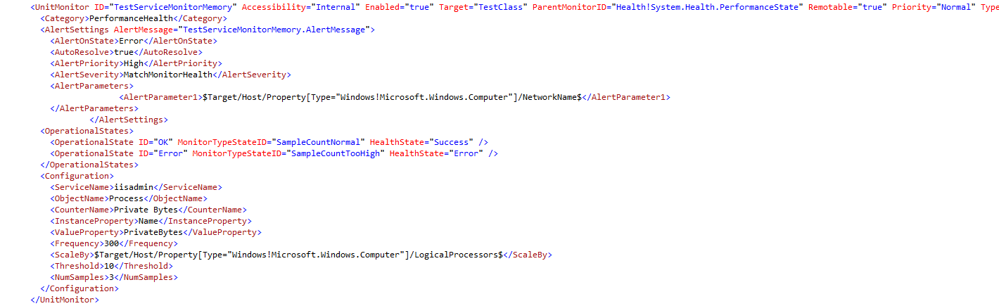 <UnitMonitor ID="TestServiceMonitorMemory" Accessibility="Internal" Enabled="true" Target="TestClass" ParentMonitorID="Health!System.Health.PerformanceState" Remotable="true" Priority="Normal" Type
<Category>PerformanceHealth</Category>
<AlertSettings AlertMessage="TestServiceMonitorMemory.AlertMessage">
<AlertOnState>Error</AlertOnState>
<AutoResolve>true</AutoResolve>
<AlertPriority>High</AlertPriority>
<AlertSeverity>MatchMonitorHealth</AlertSeverity>
<AlertParameters>
<AlertParameter1>$Target/Host/Property[Type="Windows!Microsoft.Windows.Computer"]/NetworkName$</AlertParameter1>
</AlertParameters>
</AlertSettings>
<OperationalStates>
<OperationalState ID="OK" MonitorTypeStateID="SampleCountNormal" HealthState="Success" />
<OperationalState ID="Error" MonitorTypeStateID="SampleCountTooHigh" HealthState="Error" />
</OperationalStates>
<Configuration>
<ServiceName>iisadmin</ServiceName>
<ObjectName>Process</ObjectName>
<CounterName>Private Bytes</CounterName>
<InstanceProperty>Name</InstanceProperty>
<ValueProperty>PrivateBytes</ValueProperty>
<Frequency>300</Frequency>
<ScaleBy>$Target/Host/Property[Type="Windows!Microsoft.Windows.Computer"]/LogicalProcessors$</ScaleBy>
<Threshold>10</Threshold>
<NumSamples>3</NumSamples>
</Configuration>
</UnitMonitor>